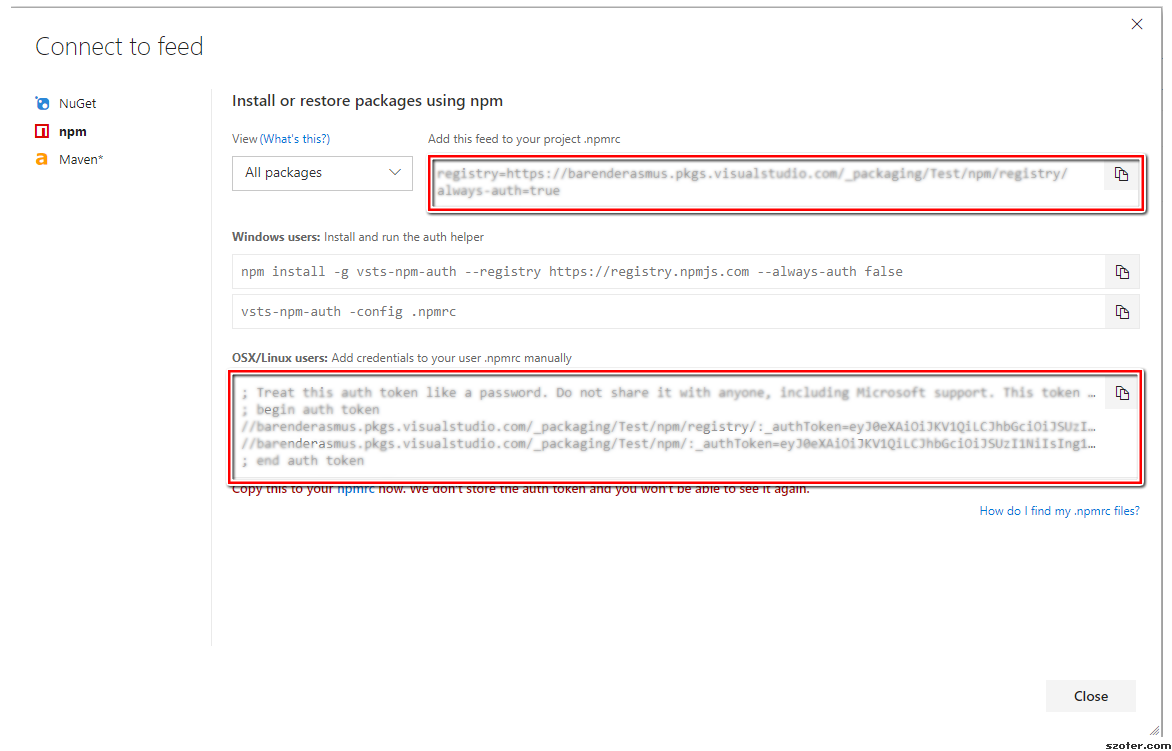 Connect to feed
NuGet
npm
Maven*
Install or restore packages using npm
View (What's this?)
Add this feed to your project .npmrc
All packages
registry=https://barenderasmus.pkgs.visualstudio.com/_packaging/Test/npm/registry/
always-auth=true
Windows users: Install and run the auth helper
npm install -g vsts-npm-auth --registry https://registry.npmjs.com --always-auth false
vsts-npm-auth -config .npmrc
OSX/Linux users: Add credentials to your user .npmrc manually
; Treat this auth token like a password. Do not share it with anyone, including Microsoft support. This token …
; begin auth token
//barenderasmus.pkgs.visualstudio.com/_packaging/Test/npm/registry/:_authToken=eyJ0eXAiOiJKV1QiLCJhbGciOiJSUzI…
//barenderasmus.pkgs.visualstudio.com/_packaging/Test/npm/:_authToken=eyJ0eXAiOiJKV1QiLCJhbGciOiJSUzI1NiIsIng1…
; end auth token
Copy this to your npmrc now. We don't store the auth token and you won't be able to see it again.
How do I find my .npmrc files?
Close
szoter.com